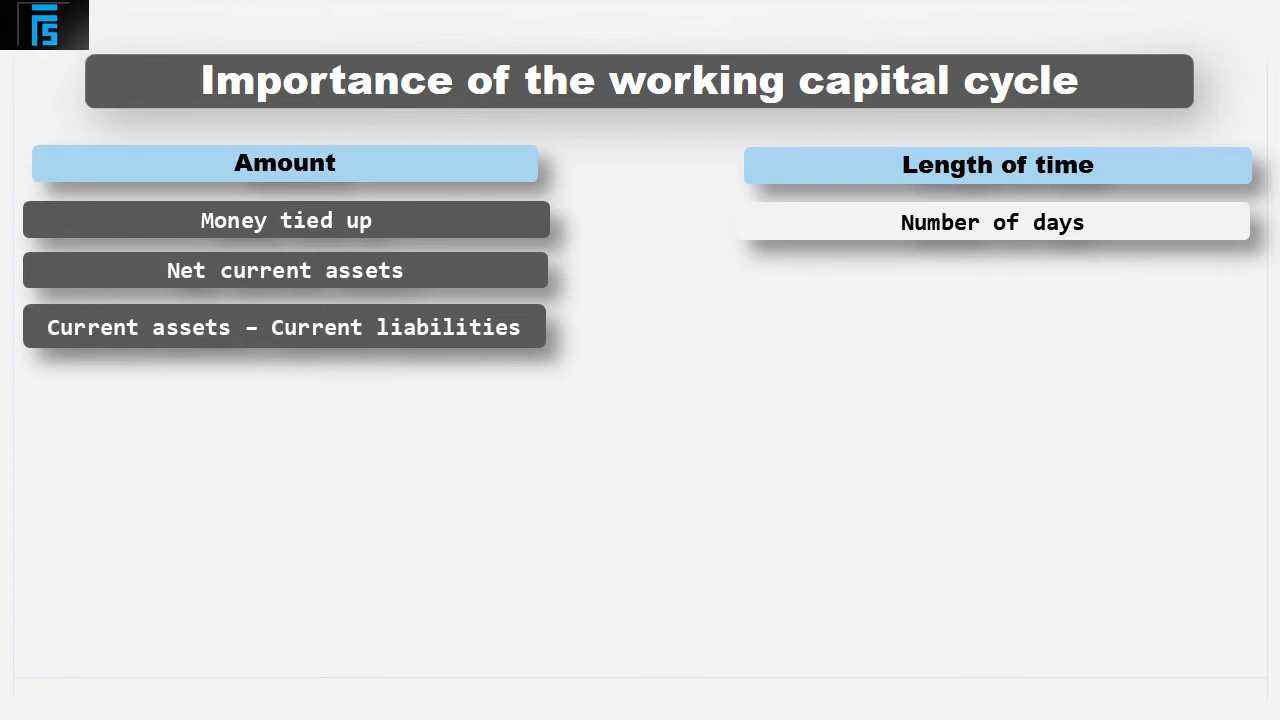 Importance of the working capital cycle
Amount
Money tied up
Net current assets
Current assets – Current liabilities
Length of time
Number of days